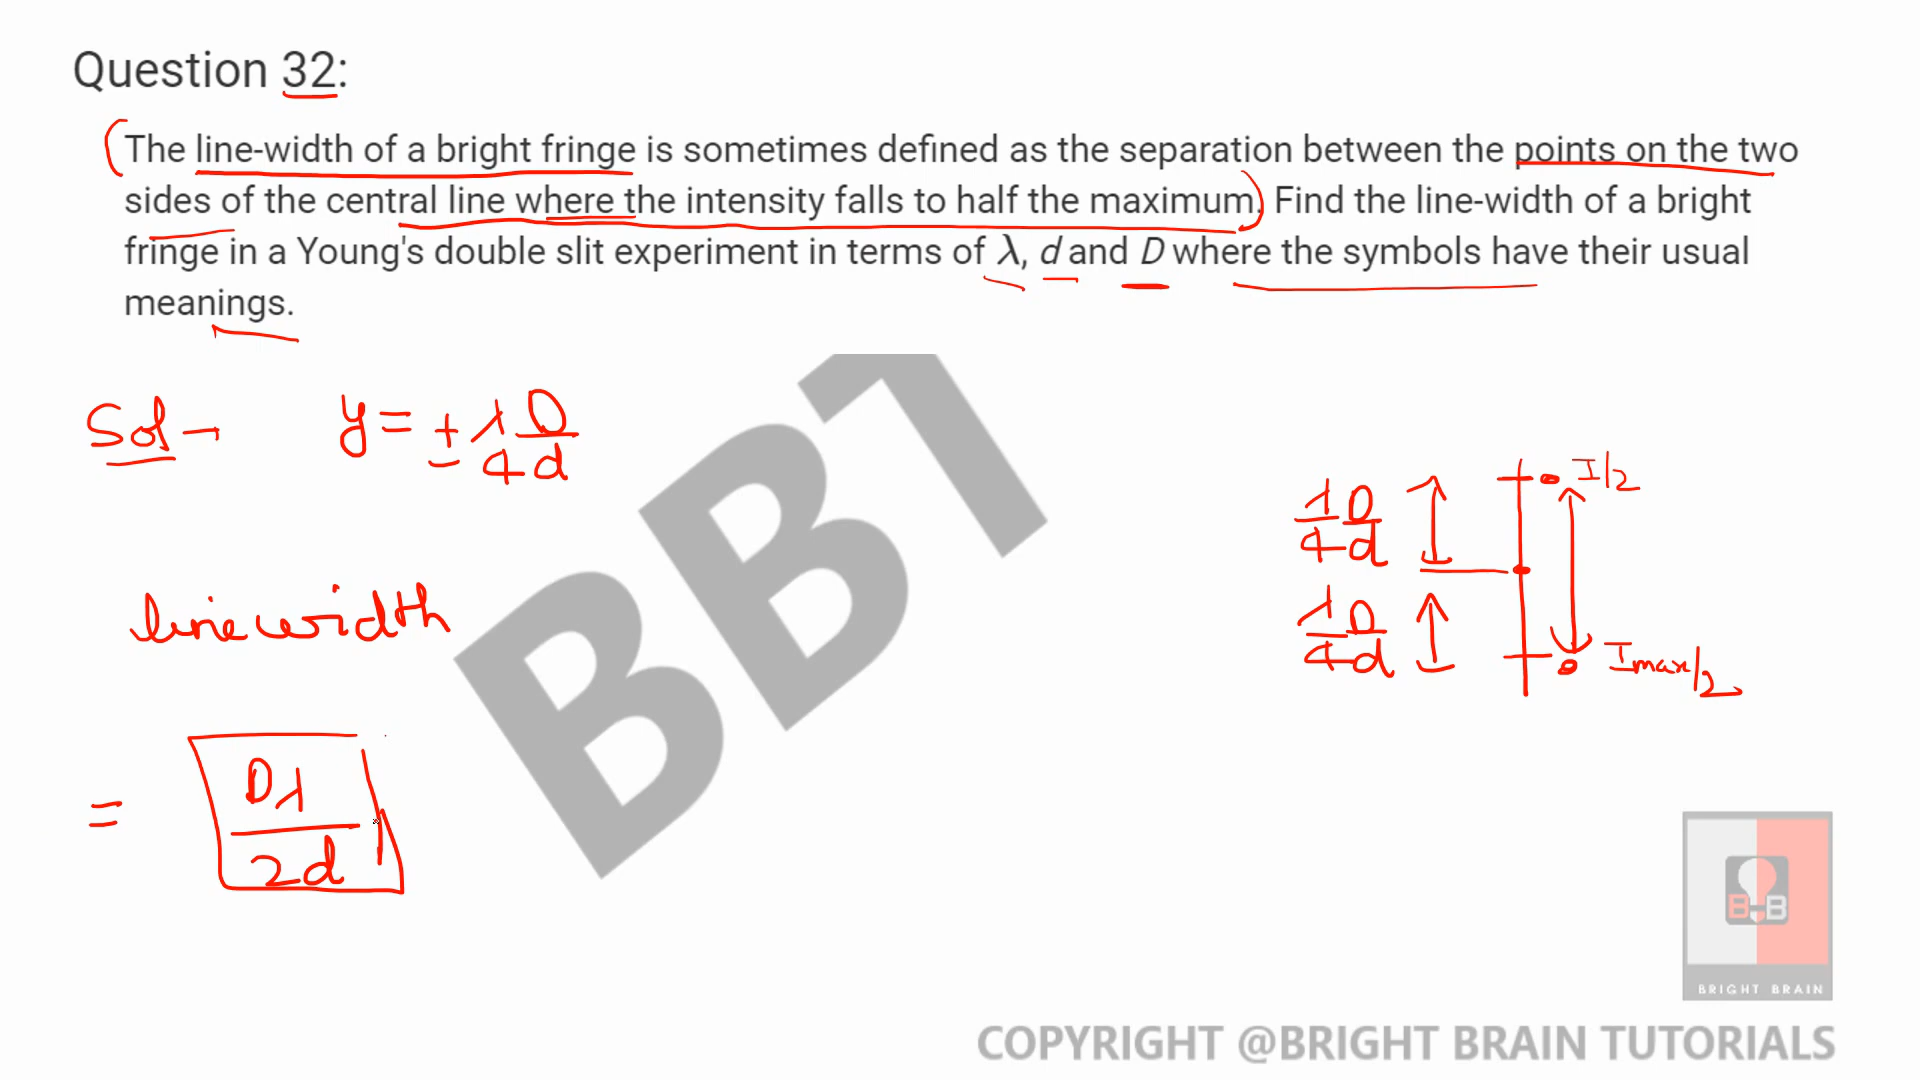 Question 32:
The line-width of a bright fringe is sometimes defined as the separation between the points on the two
sides of the central line where the intensity falls to half the maximum. Find the line-width of a bright
fringe in a Young's double slit experiment in terms of λ, d and D where the symbols have their usual
meanings.
Sol → y = ± λD/4d
λD/4d I/2
λD/4d Imax/2
linewidth
= Dλ/2d
BBT
B B
BRIGHT BRAIN
COPYRIGHT @BRIGHT BRAIN TUTORIALS